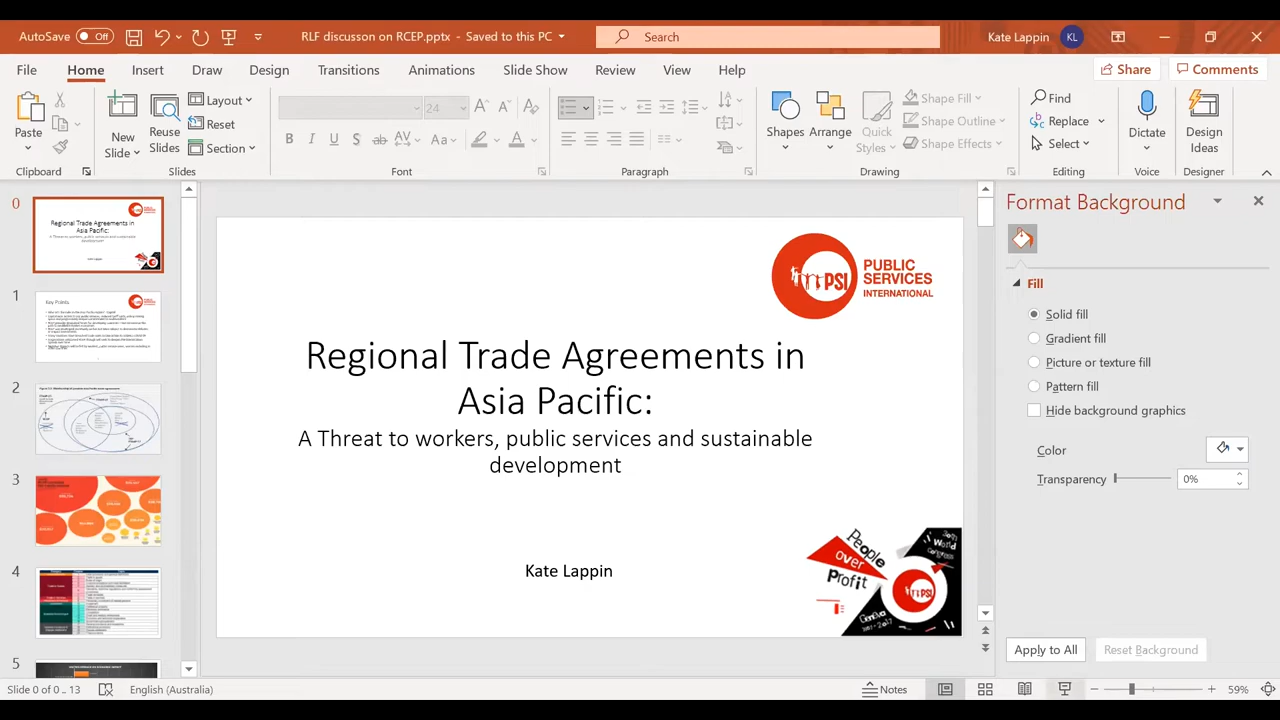 AutoSave Off RLF discusson on RCEP.pptx - Saved to this PC Search Kate Lappin KL
File Home Insert Draw Design Transitions Animations Slide Show Review View Help Share Comments
Paste New Slide Reuse Slides Layout Reset Section 24 Shapes Arrange Quick Styles Shape Fill Shape Outline Shape Effects Find Replace Select Dictate Design Ideas
Clipboard Slides Font Paragraph Drawing Editing Voice Designer
0
Regional Trade Agreements in
Asia Pacific:
1
Key Points
2
3
4
5
PSI
PUBLIC
SERVICES
INTERNATIONAL
Regional Trade Agreements in
Asia Pacific:
A Threat to workers, public services and sustainable
development
Kate Lappin
People
over
Profit
World
Congress
PSI
Format Background
Fill
Solid fill
Gradient fill
Picture or texture fill
Pattern fill
Hide background graphics
Color
Transparency 0%
Apply to All Reset Background
Slide 0 of 0 .. 13 English (Australia) Notes 59%